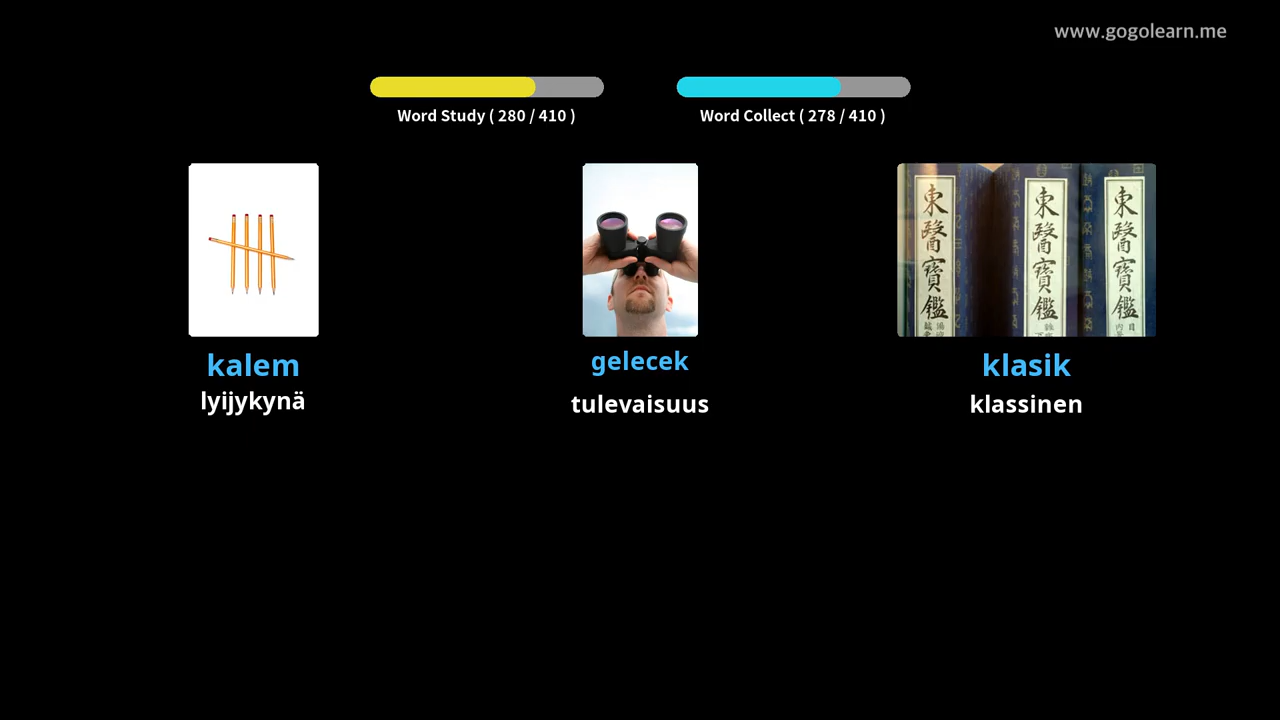 www.gogolearn.me
Word Study ( 280 / 410 )
Word Collect ( 278 / 410 )
東醫寶鑑
東醫寶鑑
東醫寶鑑
kalem
gelecek
klasik
lyijykynä
tulevaisuus
klassinen